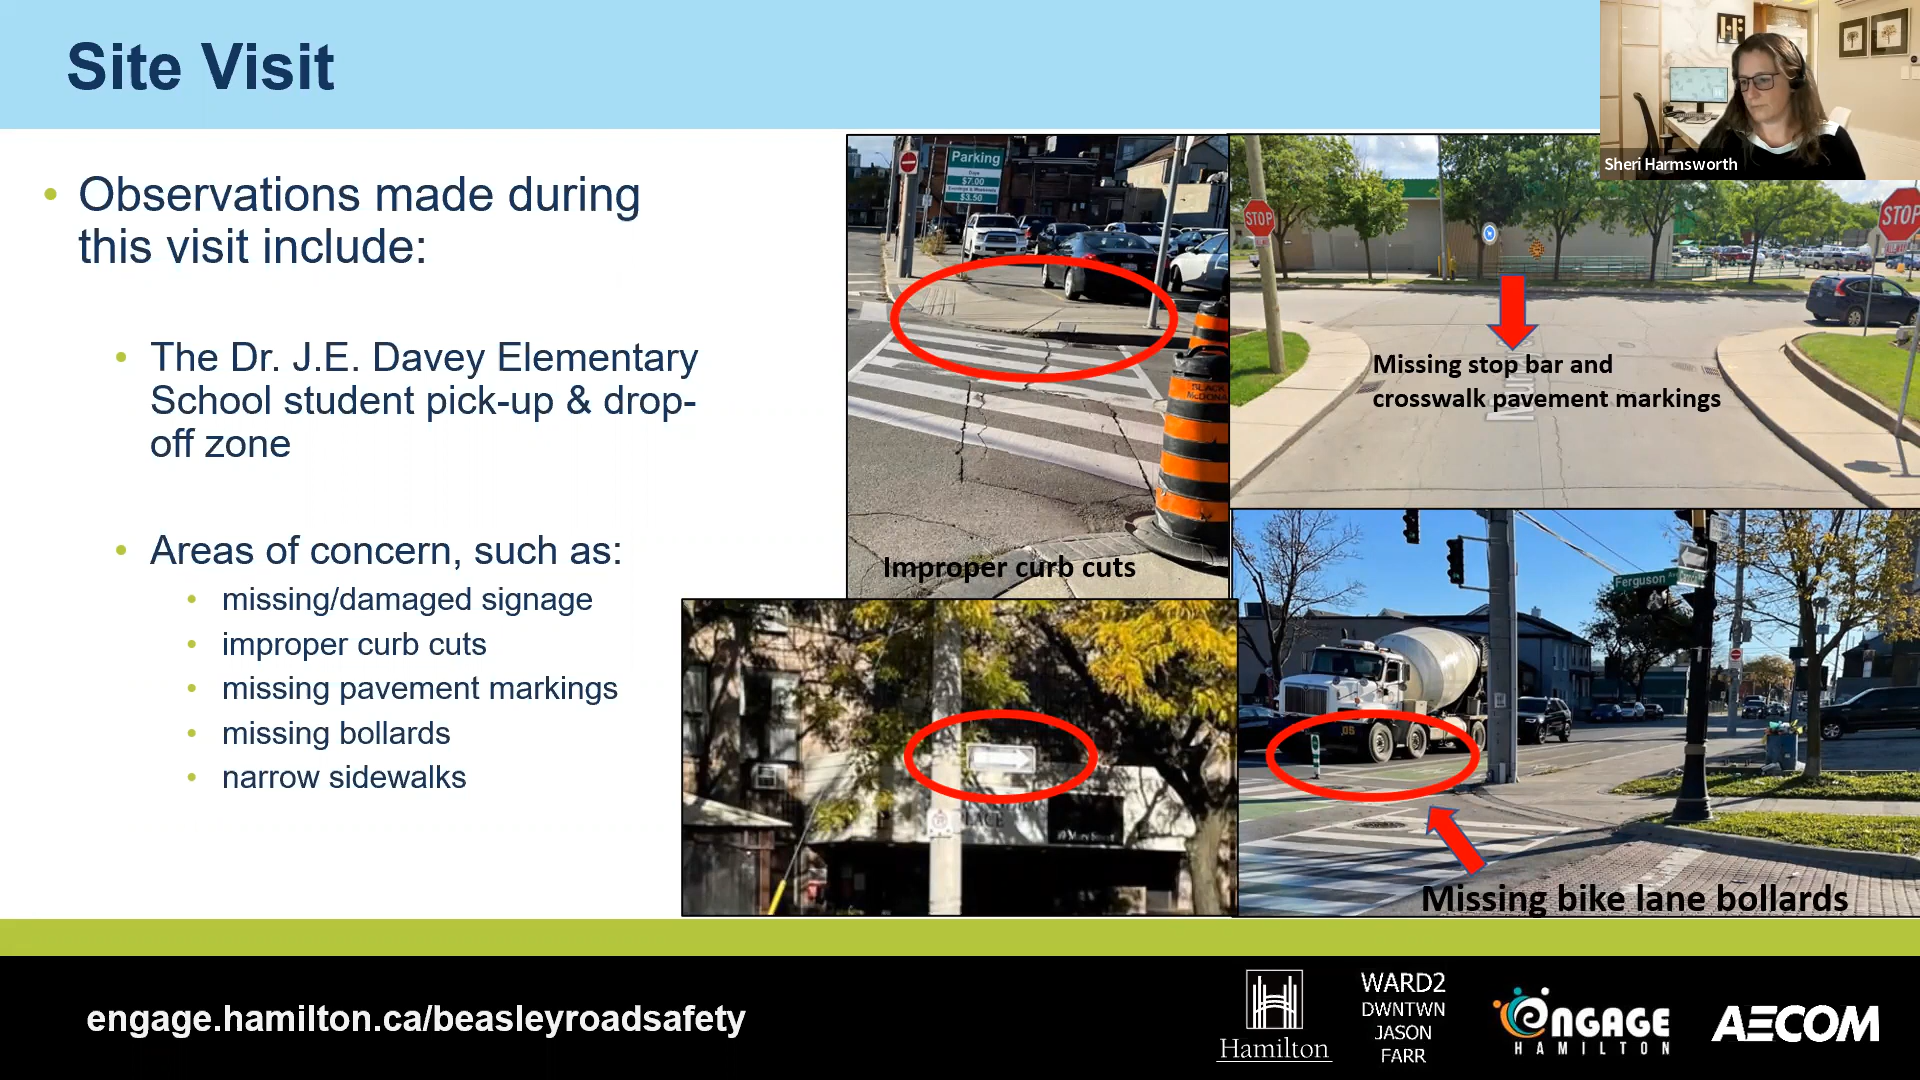 Site Visit
Sheri Harmsworth
Observations made during
this visit include:
The Dr. J.E. Davey Elementary
School student pick-up & drop-
off zone
Areas of concern, such as:
missing/damaged signage
improper curb cuts
missing pavement markings
missing bollards
narrow sidewalks
Parking
$7.00
$3.50
BLACK
Improper curb cuts
STOP
STOP
Missing stop bar and
crosswalk pavement markings
PLACE
Ferguson
Missing bike lane bollards
engage.hamilton.ca/beasleyroadsafety
Hamilton
WARD2
DWNTWN
JASON
FARR
ENGAGE
HAMILTON
AECOM